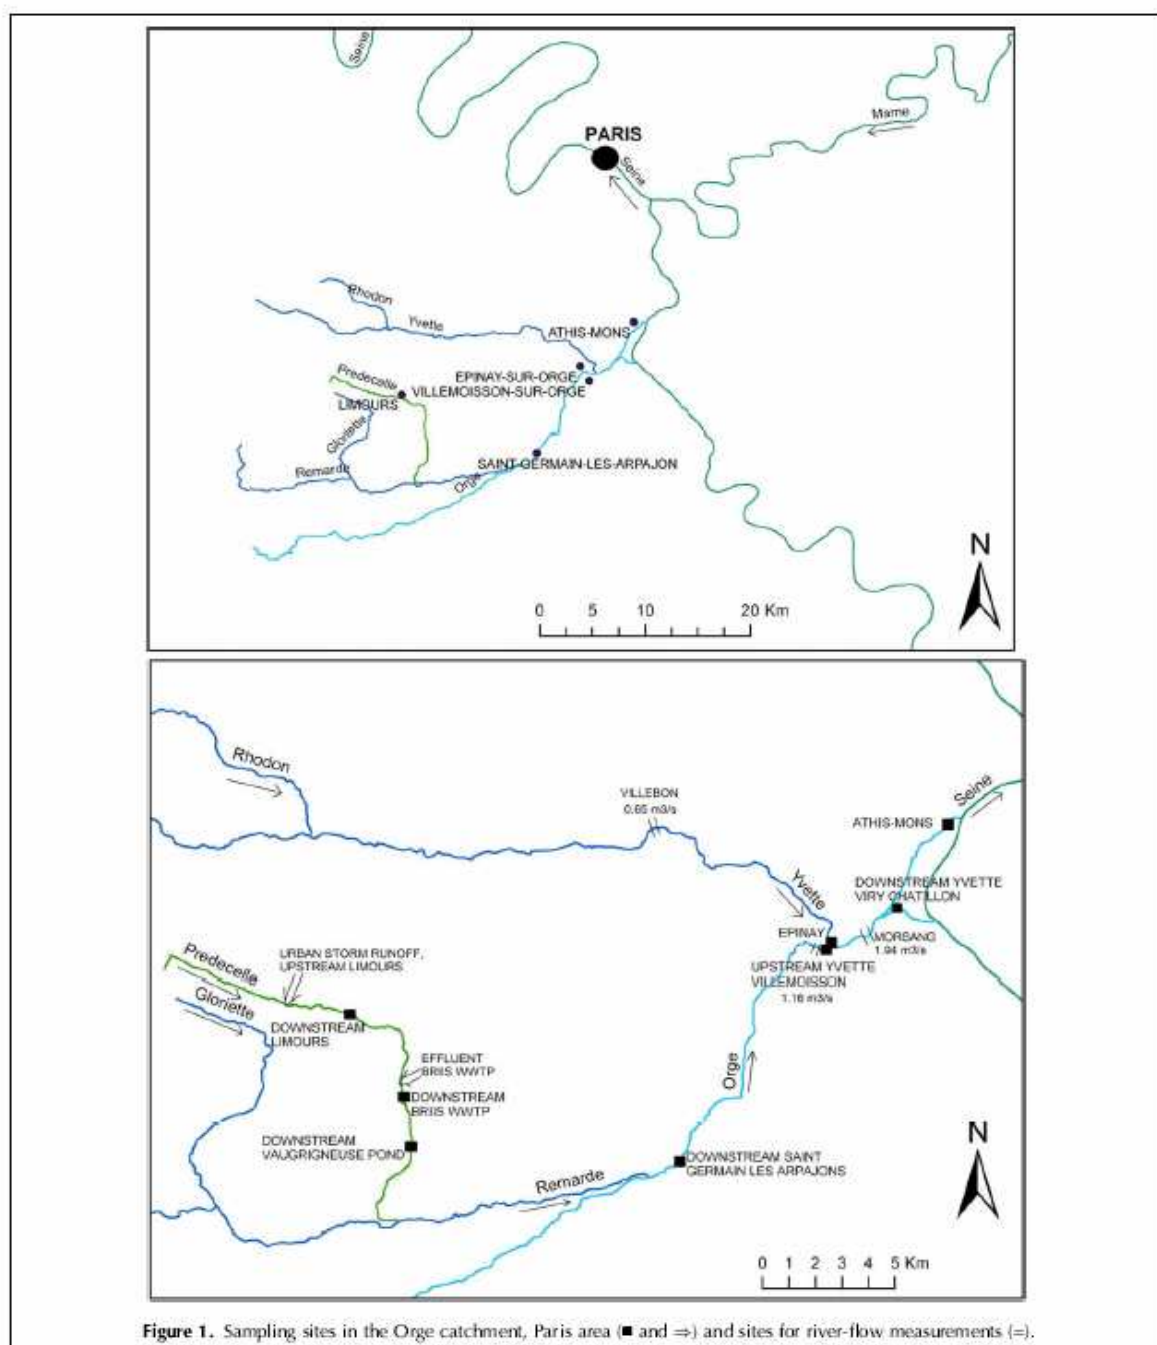 Seine
Marne
PARIS
Seine
Rhodon
Yvette
ATHIS-MONS
EPINAY-SUR-ORGE
Predecelle
VILLEMOISSON-SUR-ORGE
LIMOURS
Gloriette
Remarde
SAINT-GERMAIN-LES-ARPAJON
Orge
N
0 5 10 20 Km
Rhodon
VILLEBON
0.65 m3/s
Seine
ATHIS-MONS
Yvette
DOWNSTREAM YVETTE
VIRY CHATILLON
EPINAY
MORSANG
1.94 m3/s
UPSTREAM YVETTE
VILLEMOISSON
1.16 m3/s
Predecelle
URBAN STORM RUNOFF,
UPSTREAM LIMOURS
Gloriette
DOWNSTREAM
LIMOURS
EFFLUENT
BRIIS WWTP
DOWNSTREAM
BRIIS WWTP
Orge
DOWNSTREAM
VAUGRIGNEUSE POND
DOWNSTREAM SAINT
GERMAIN LES ARPAJONS
Remarde
N
0 1 2 3 4 5 Km
Figure 1. Sampling sites in the Orge catchment, Paris area (■ and ⇒) and sites for river-flow measurements (=).